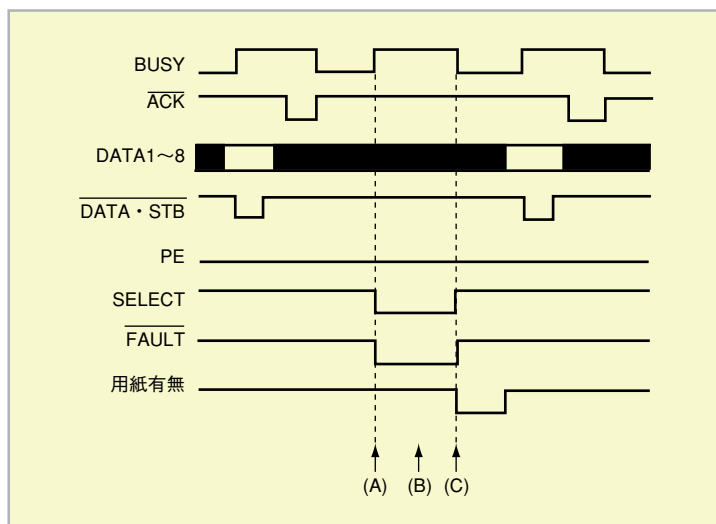 BUSY
ACK
DATA1〜8
DATA・STB
PE
SELECT
FAULT
用紙有無
(A) (B) (C)